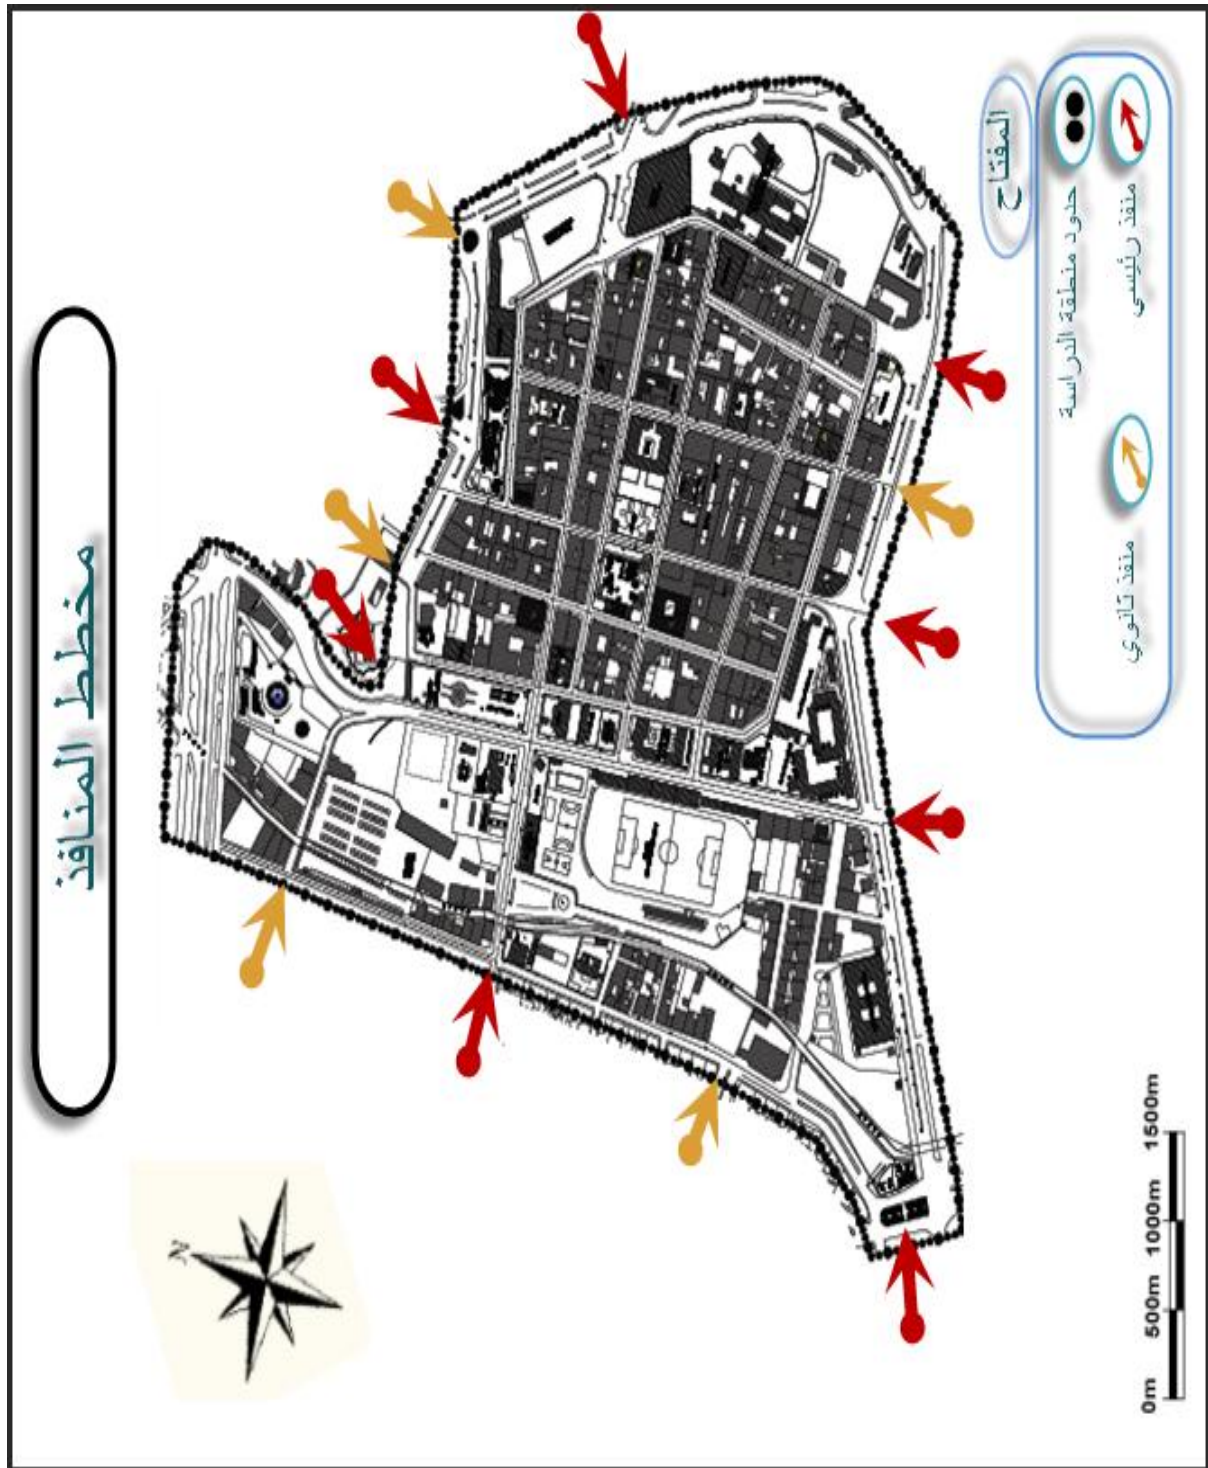 مخطط المنافذ
المفتاح
منفذ رئيسي
منفذ ثانوي
حدود منطقة الدراسة
0m 500m 1000m 1500m
N